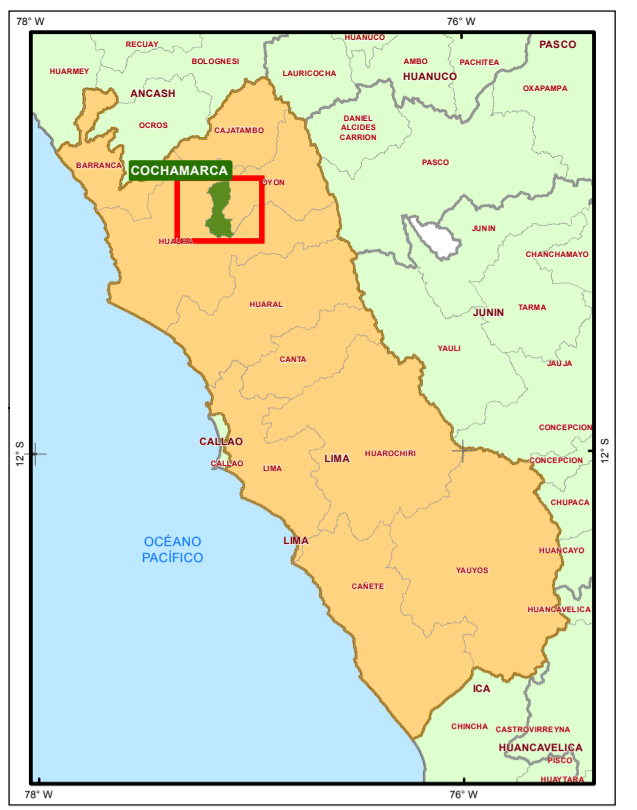 78° W
76° W
RECUAY
HUANUCO
PASCO
BOLOGNESI
AMBO
PACHITEA
HUARMEY
LAURICOCHA
HUANUCO
OXAPAMPA
ANCASH
OCROS
CAJATAMBO
DANIEL
ALCIDES
CARRION
BARRANCA
COCHAMARCA
PASCO
OYON
HUAURA
JUNIN
CHANCHAMAYO
HUARAL
JUNIN
TARMA
CANTA
YAULI
JAUJA
CONCEPCION
12° S
CALLAO
CALLAO
LIMA
LIMA
HUAROCHIRI
12° S
CONCEPCION
CHUPACA
OCÉANO
PACÍFICO
LIMA
HUANCAYO
CAÑETE
YAUYOS
HUANCAVELICA
ICA
CHINCHA
CASTROVIRREYNA
HUANCAVELICA
PISCO
HUAYTARA
78° W
76° W